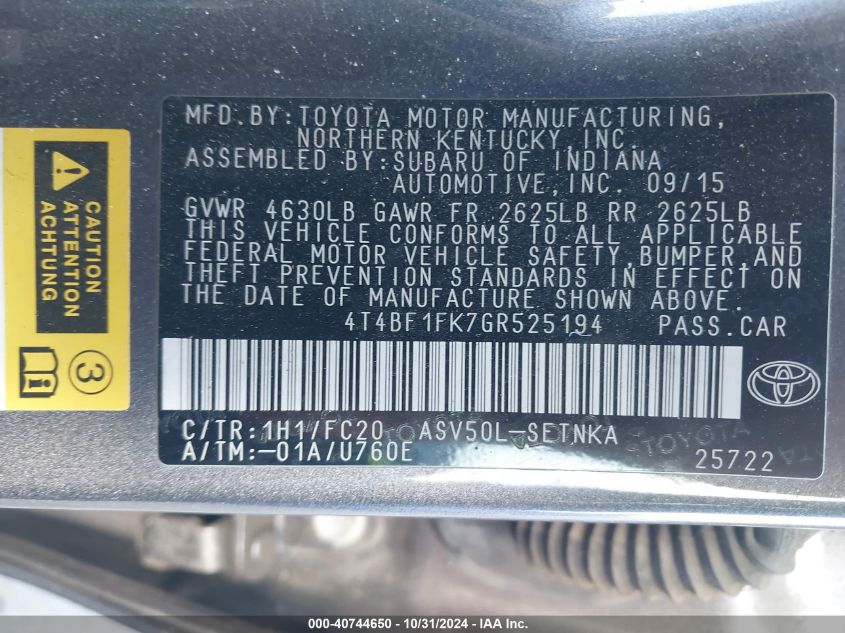 MFD.BY:TOYOTA MOTOR MANUFACTURING,
NORTHERN KENTUCKY,INC.
ASSEMBLED BY:SUBARU OF INDIANA
AUTOMOTIVE,INC. 09/15
GVWR 4630LB GAWR FR 2625LB RR 2625LB
THIS VEHICLE CONFORMS TO ALL APPLICABLE
FEDERAL MOTOR VEHICLE SAFETY,BUMPER,AND
THEFT PREVENTION STANDARDS IN EFFECT ON
THE DATE OF MANUFACTURE SHOWN ABOVE.
4T4BF1FK7GR525194 PASS.CAR
C/TR:1H1/FC20 ASV50L-SETNKA
A/TM:-01A/U760E 25722
TOYOTA TOYOTA
CAUTION
ATTENTION
ACHTUNG
3
000-40744650 - 10/31/2024 - IAA Inc.